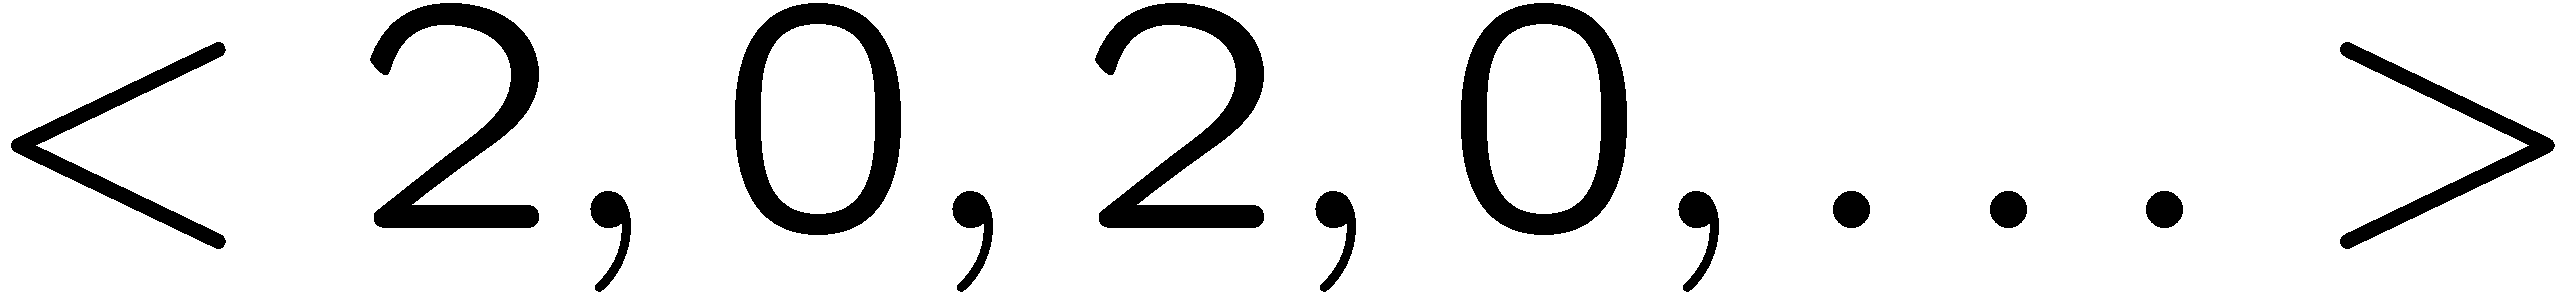 < 2, 0, 2, 0, . . . >